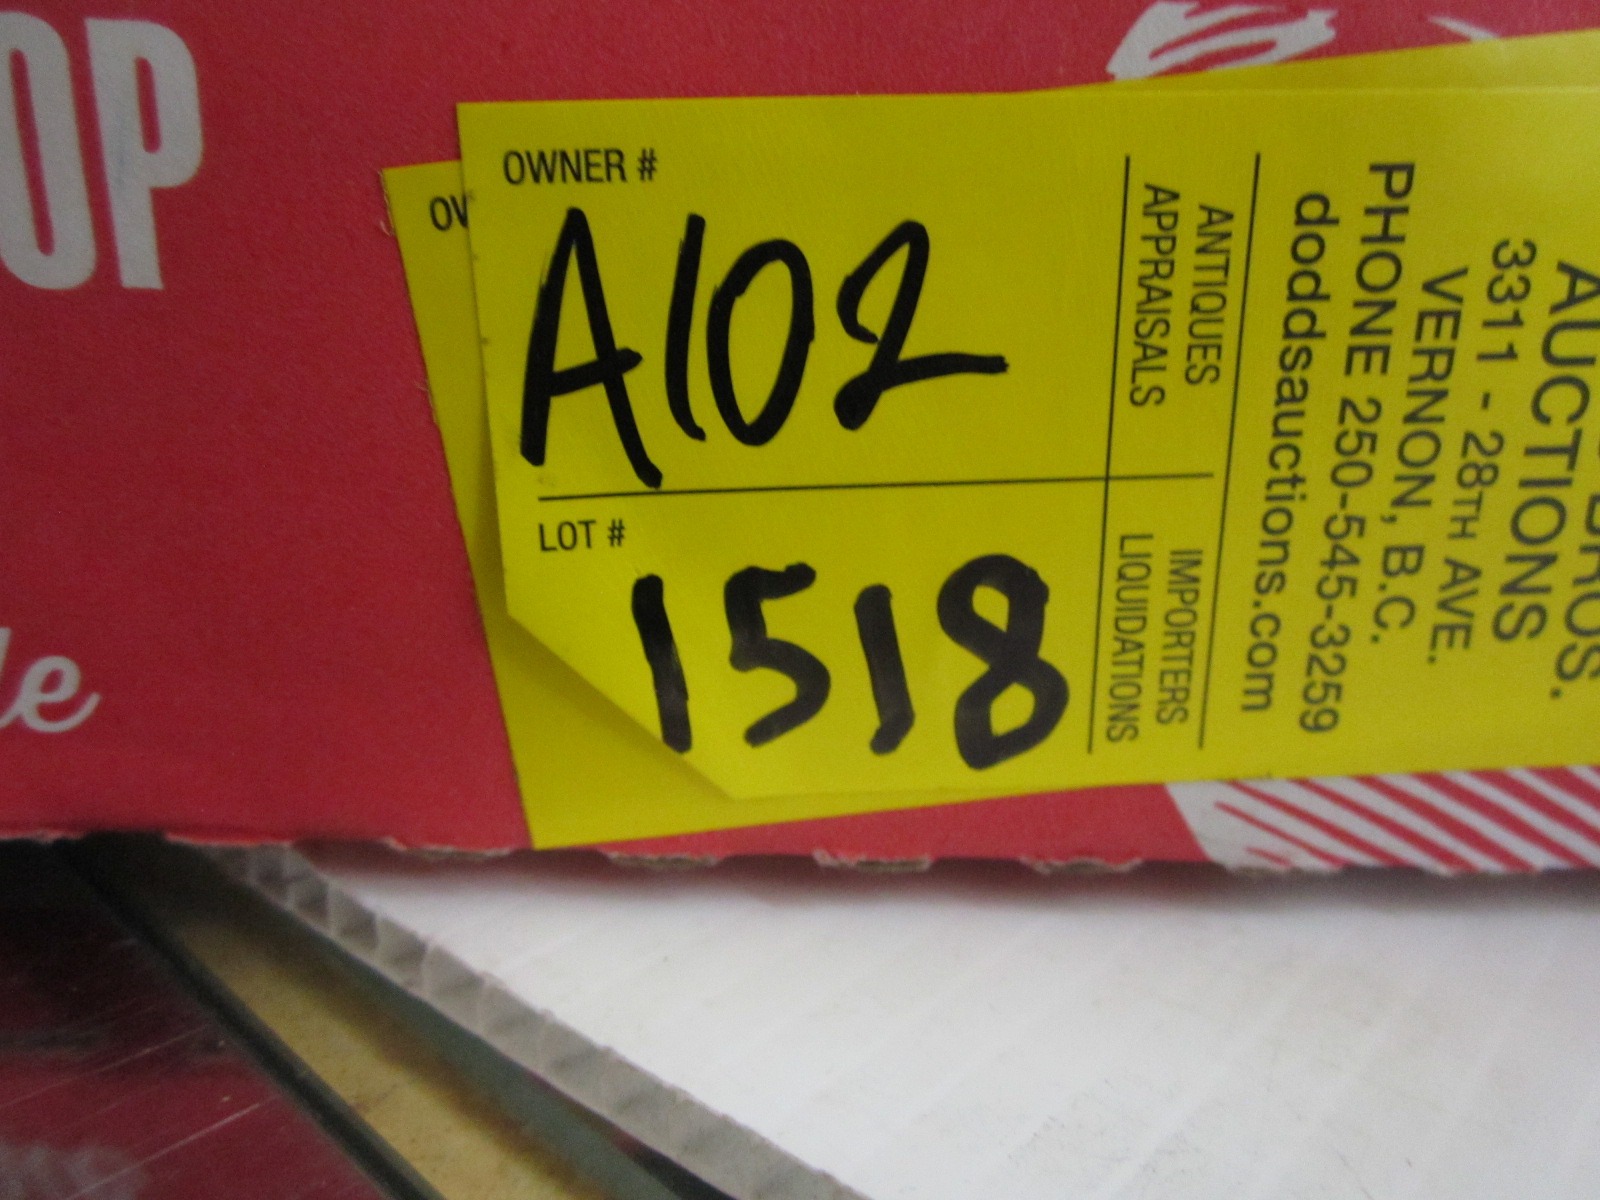 OP
OWNER #
A102
LOT #
1518
ANTIQUES
APPRAISALS
IMPORTERS
LIQUIDATIONS
BROS.
AUCTIONS
3311 - 28TH AVE.
VERNON, B.C.
PHONE 250-545-3259
doddsauctions.com